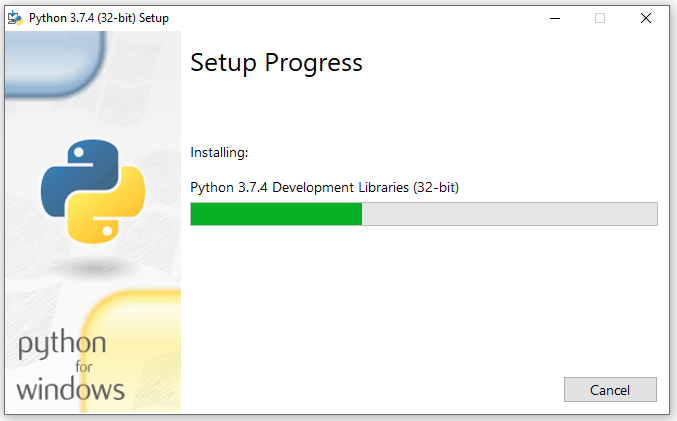 Python 3.7.4 (32-bit) Setup
Setup Progress
Installing:
Python 3.7.4 Development Libraries (32-bit)
python
for
windows
Cancel